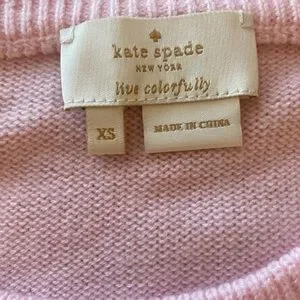 kate spade
NEW YORK
live colorfully
XS
MADE IN CHINA